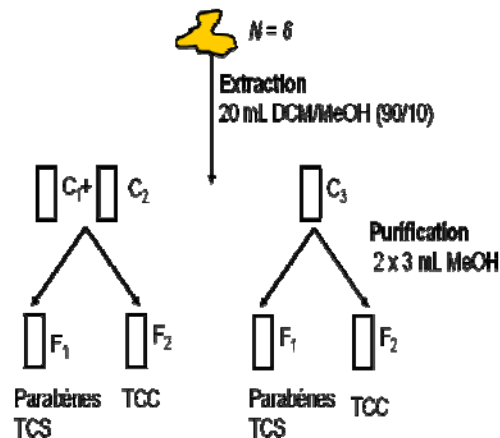 N = 6
Extraction
20 mL DCM/MeOH (90/10)
C₁+ C₂ C₃
Purification
2 x 3 mL MeOH
F₁ F₂ F₁ F₂
Parabènes TCC Parabènes TCC
TCS TCS